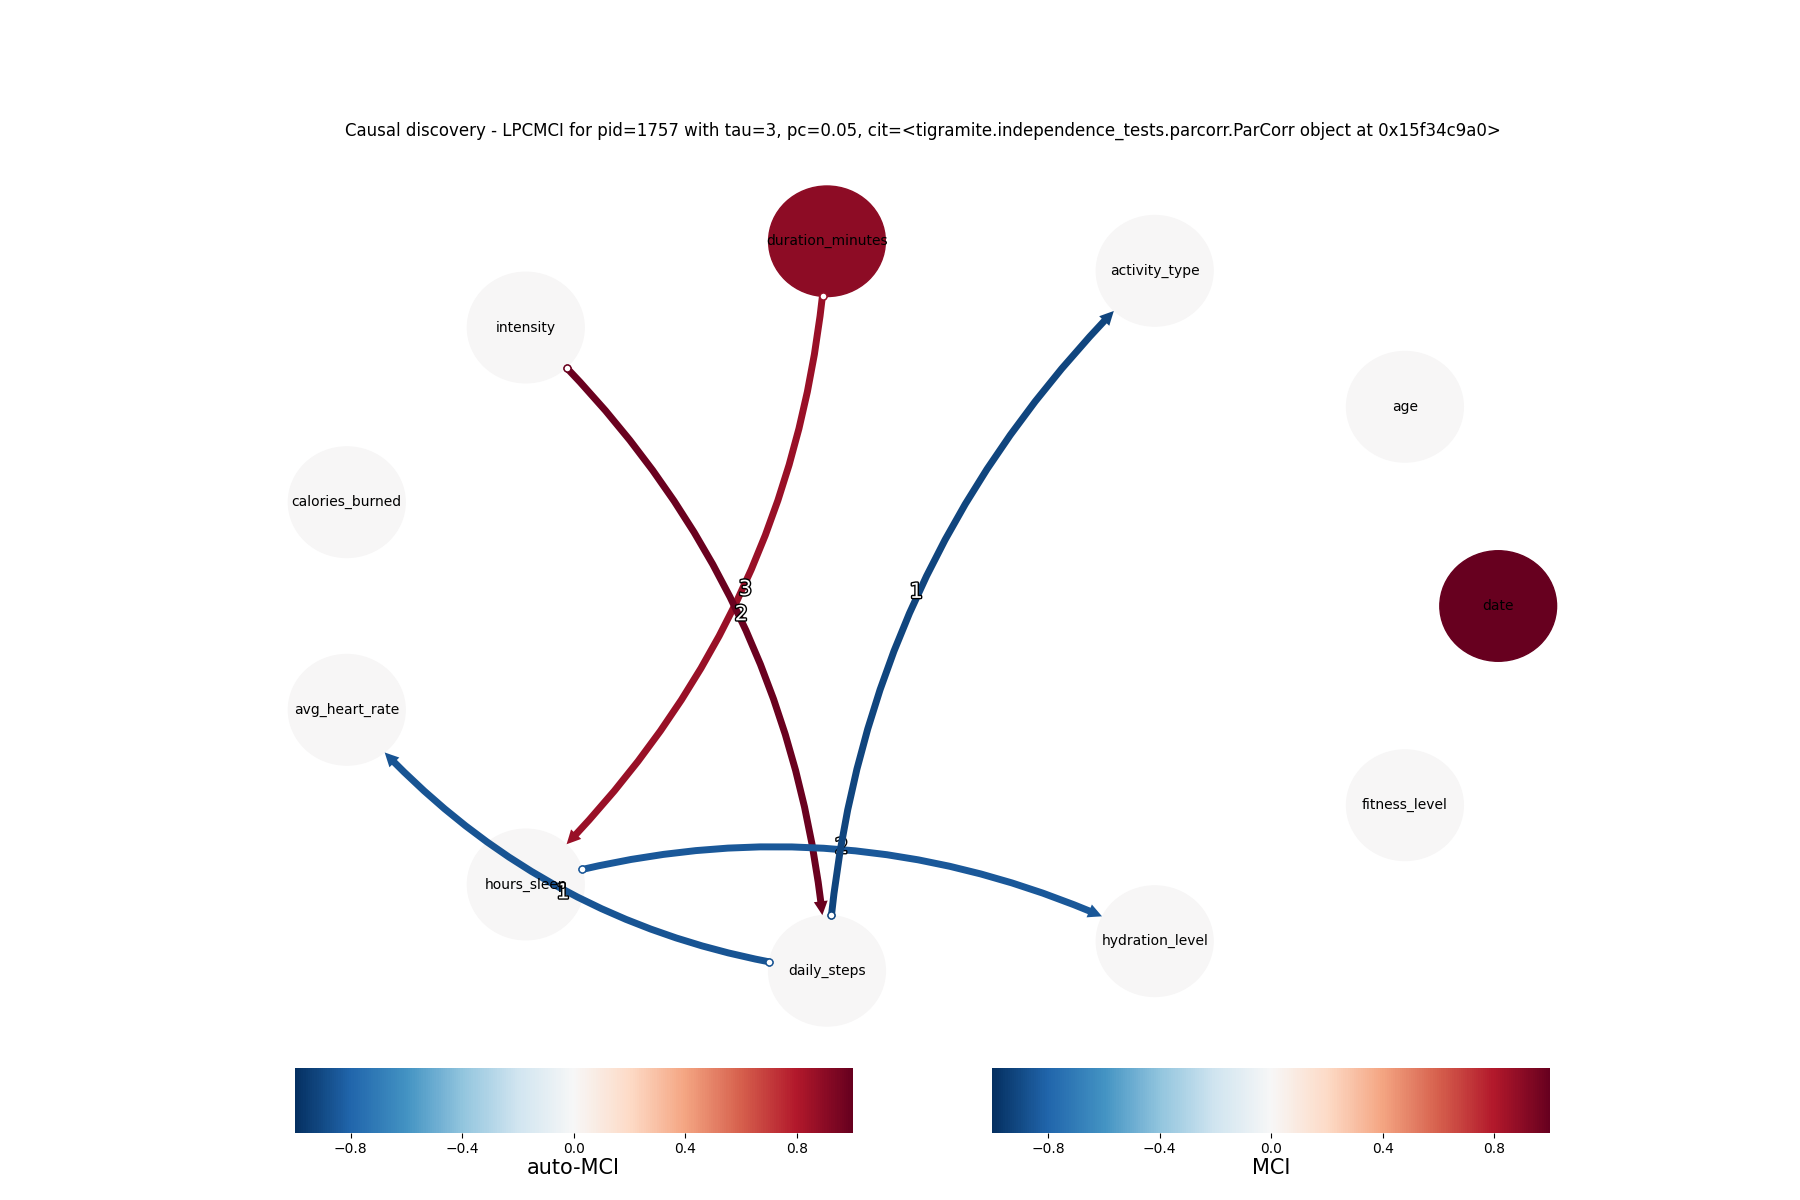 Causal discovery - LPCMCI for pid=1757 with tau=3, pc=0.05, cit=<tigramite.independence_tests.parcorr.ParCorr object at 0x15f34c9a0>
duration_minutes
activity_type
intensity
age
calories_burned
3
1
2
date
avg_heart_rate
fitness_level
2
hours_sleep
1
hydration_level
daily_steps
−0.8 −0.4 0.0 0.4 0.8
−0.8 −0.4 0.0 0.4 0.8
auto-MCI
MCI